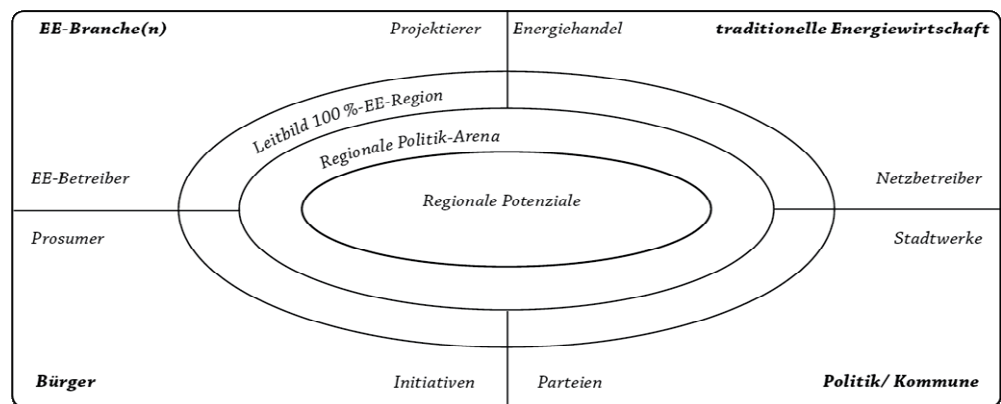 EE-Branche(n)
Projektierer
Energiehandel
traditionelle Energiewirtschaft
Leitbild 100 %-EE-Region
Regionale Politik-Arena
EE-Betreiber
Regionale Potenziale
Netzbetreiber
Prosumer
Stadtwerke
Bürger
Initiativen
Parteien
Politik/ Kommune